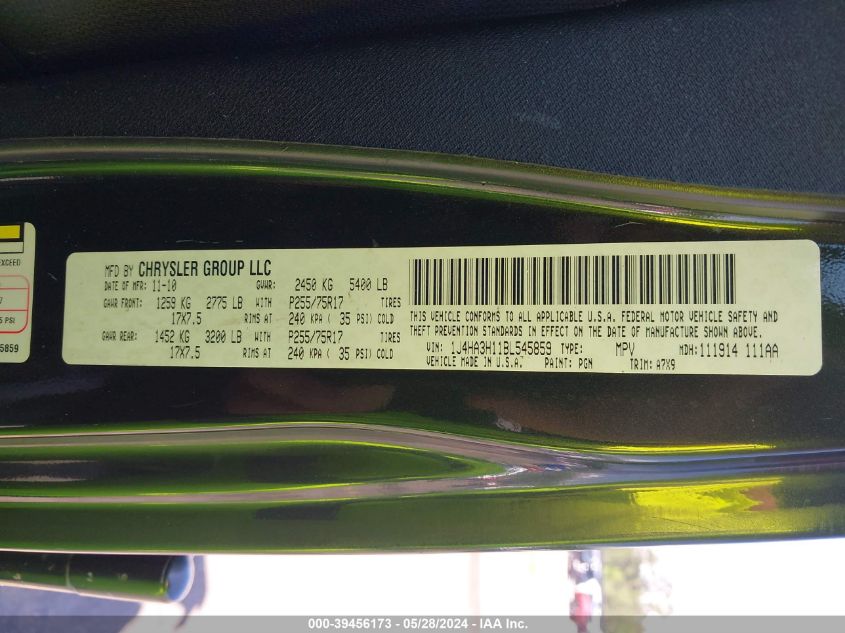 EXCEED
5 PSI
5859
MFD BY CHRYSLER GROUP LLC
DATE OF MFR: 11-10 GVWR: 2450 KG 5400 LB
GAWR FRONT: 1259 KG 2775 LB WITH P255/75R17 TIRES
17X7.5 RIMS AT 240 KPA ( 35 PSI) COLD
GAWR REAR: 1452 KG 3200 LB WITH P255/75R17 TIRES
17X7.5 RIMS AT 240 KPA ( 35 PSI) COLD
THIS VEHICLE CONFORMS TO ALL APPLICABLE U.S.A. FEDERAL MOTOR VEHICLE SAFETY AND
THEFT PREVENTION STANDARDS IN EFFECT ON THE DATE OF MANUFACTURE SHOWN ABOVE.
VIN: 1J4HA3H11BL545859 TYPE: MPV MDH: 111914 111AA
VEHICLE MADE IN U.S.A. PAINT: PGN TRIM: A7X9
000-39456173 - 05/28/2024 - IAA Inc.